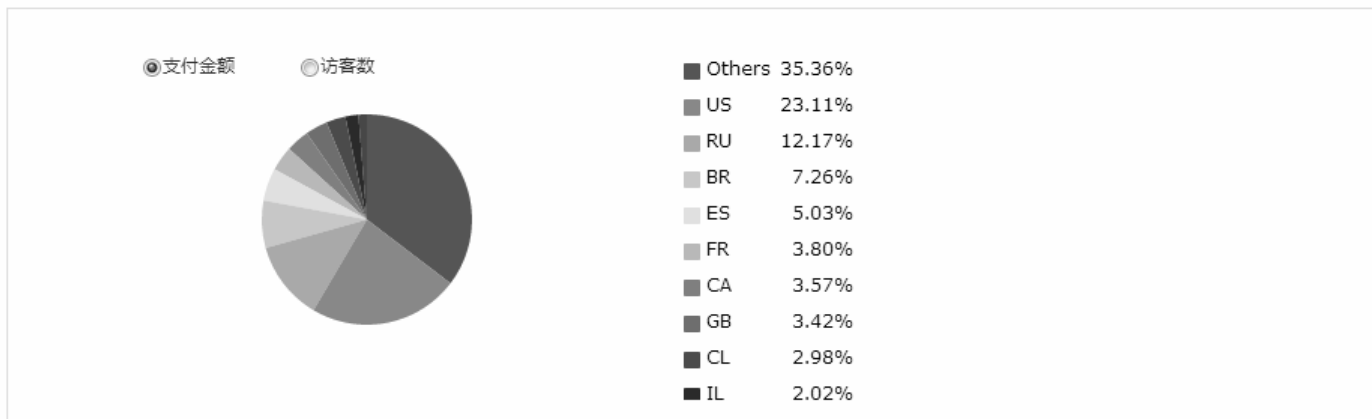 支付金额 访客数
Others 35.36%
US 23.11%
RU 12.17%
BR 7.26%
ES 5.03%
FR 3.80%
CA 3.57%
GB 3.42%
CL 2.98%
IL 2.02%